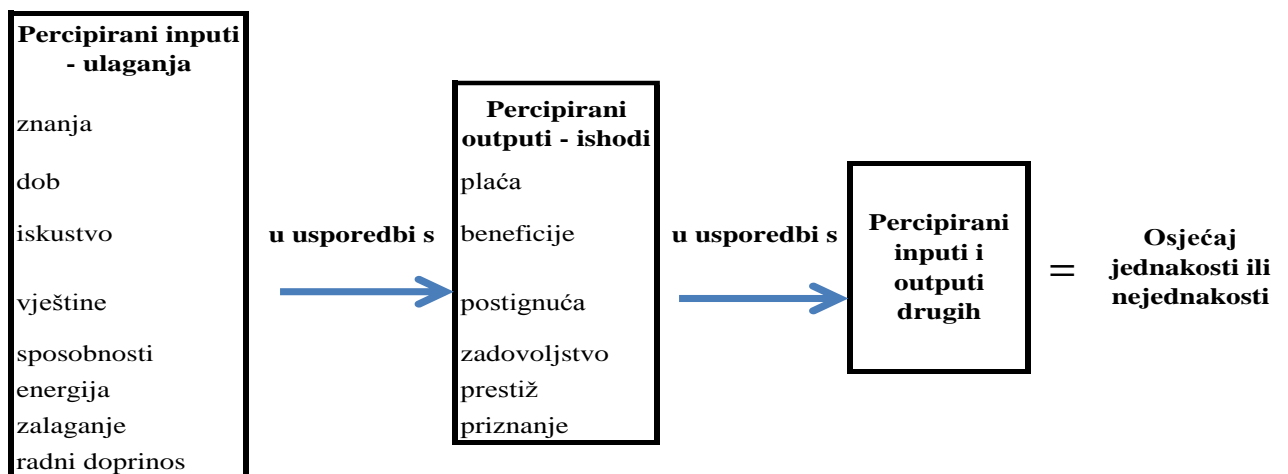 Percipirani inputi
- ulaganja
znanja
dob
iskustvo
vještine
sposobnosti
energija
zalaganje
radni doprinos
u usporedbi s
Percipirani
outputi - ishodi
plaća
beneficije
postignuća
zadovoljstvo
prestiž
priznanje
u usporedbi s
Percipirani
inputi i
outputi
drugih
=
Osjećaj
jednakosti ili
nejednakosti